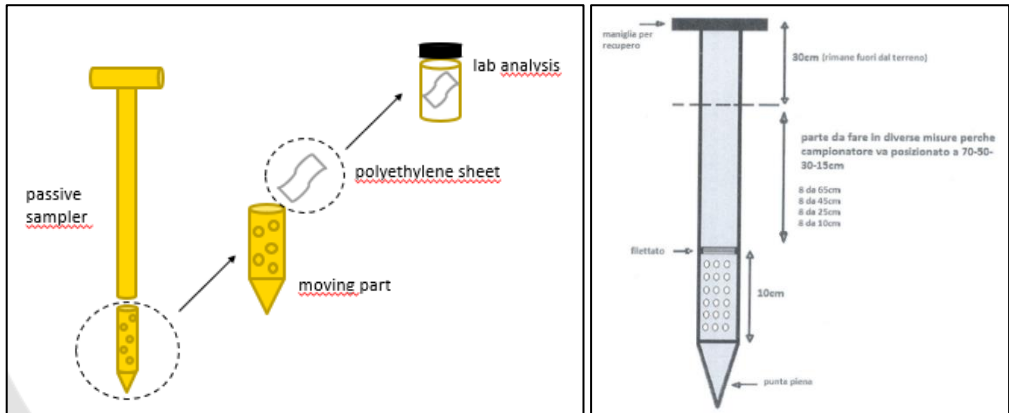 lab analysis
polyethylene sheet
passive
sampler
moving part
maniglia per
recupero
30cm (rimane fuori dal terreno)
parte da fare in diverse misure perche
campionatore va posizionato a 70-50-
30-15cm
8 da 65cm
8 da 45cm
8 da 25cm
8 da 10cm
filettato
10cm
punta piena